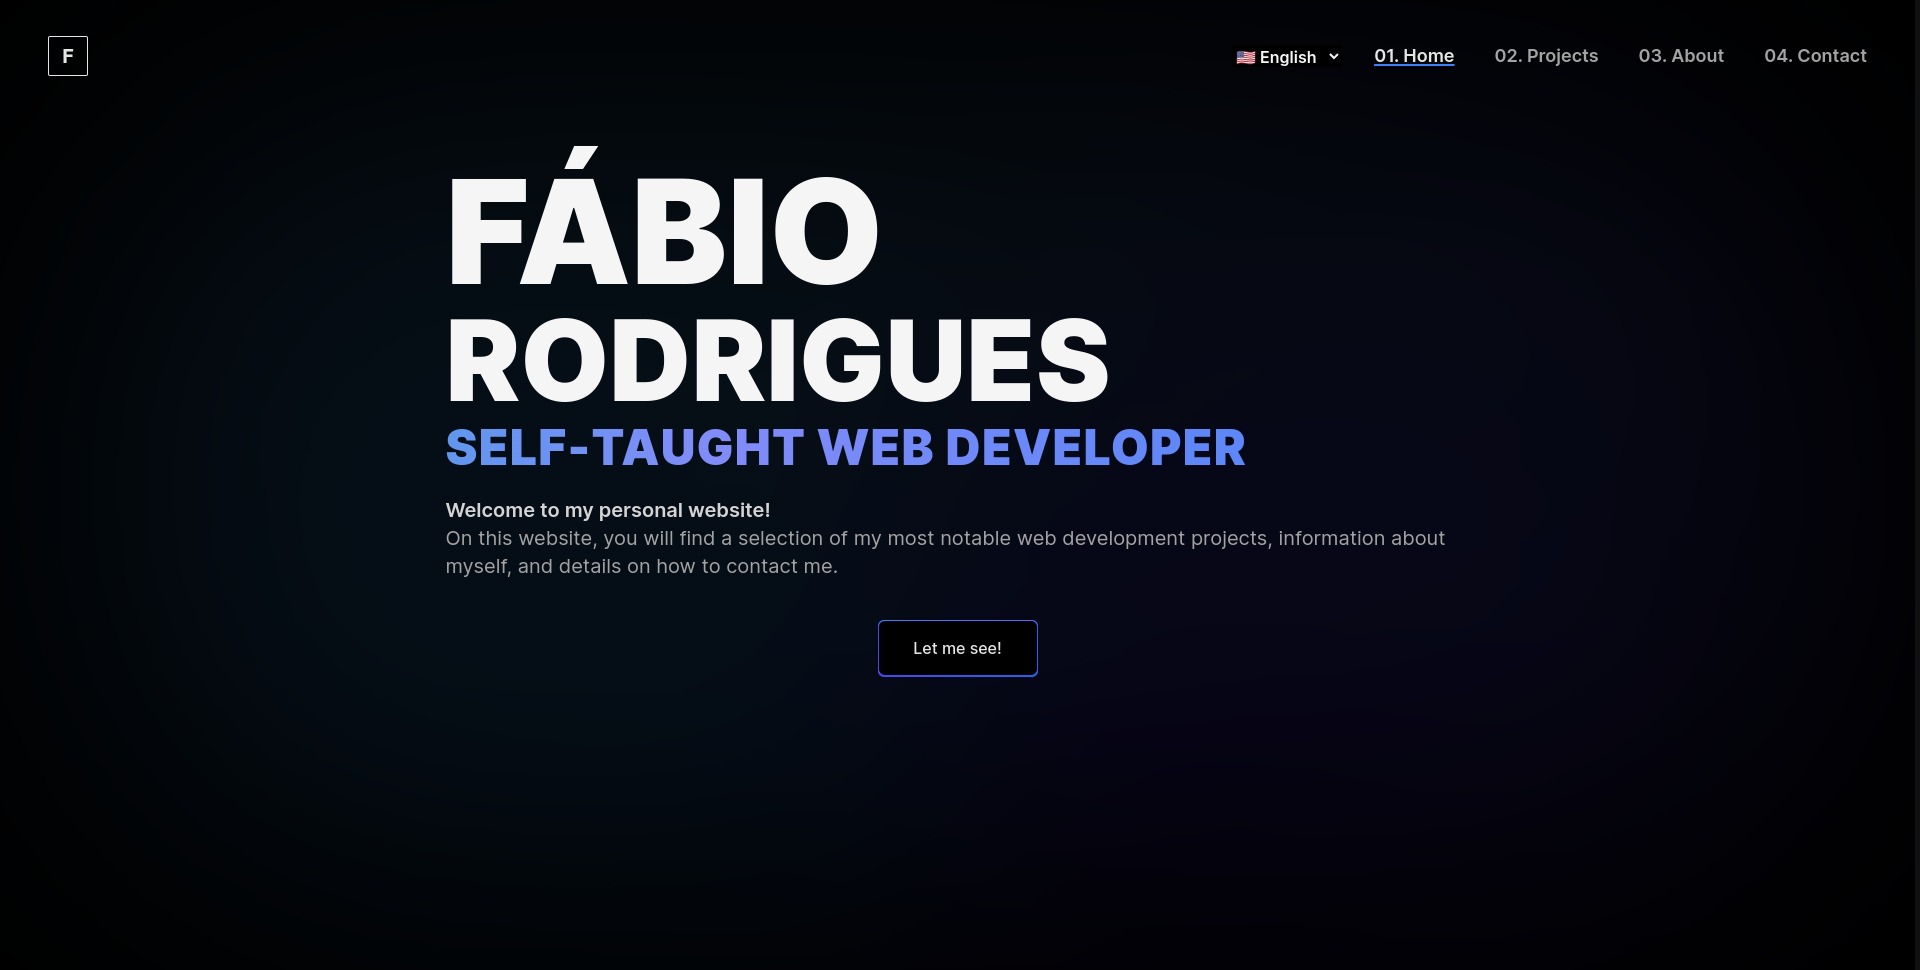 F
🇺🇸 English
01. Home
02. Projects
03. About
04. Contact
FÁBIO
RODRIGUES
SELF-TAUGHT WEB DEVELOPER
Welcome to my personal website!
On this website, you will find a selection of my most notable web development projects, information about
myself, and details on how to contact me.
Let me see!